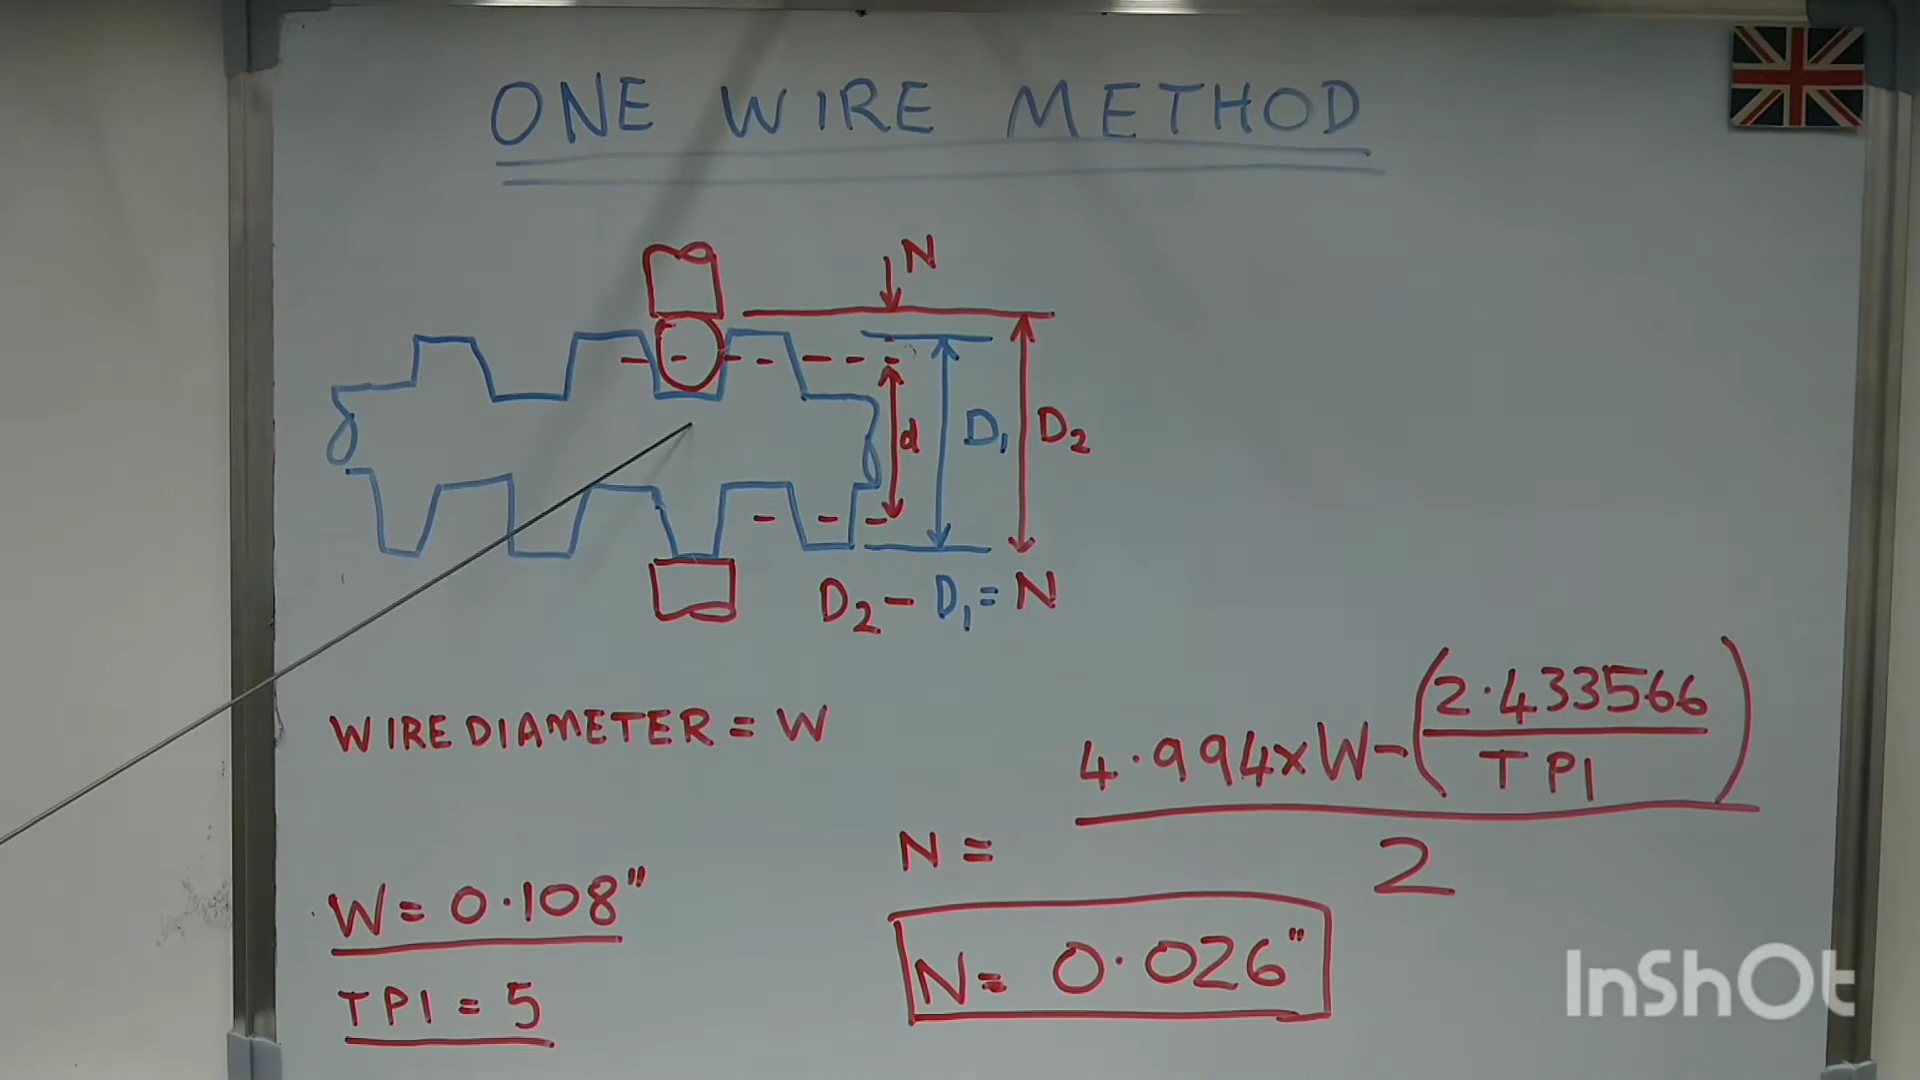 ONE WIRE METHOD
N
d
D₁
D₂
D₂ - D₁ = N
WIRE DIAMETER = W
N = (4.994 x W - (2.433566 / TPI)) / 2
W = 0.108"
TPI = 5
N = 0.026"
InShOt